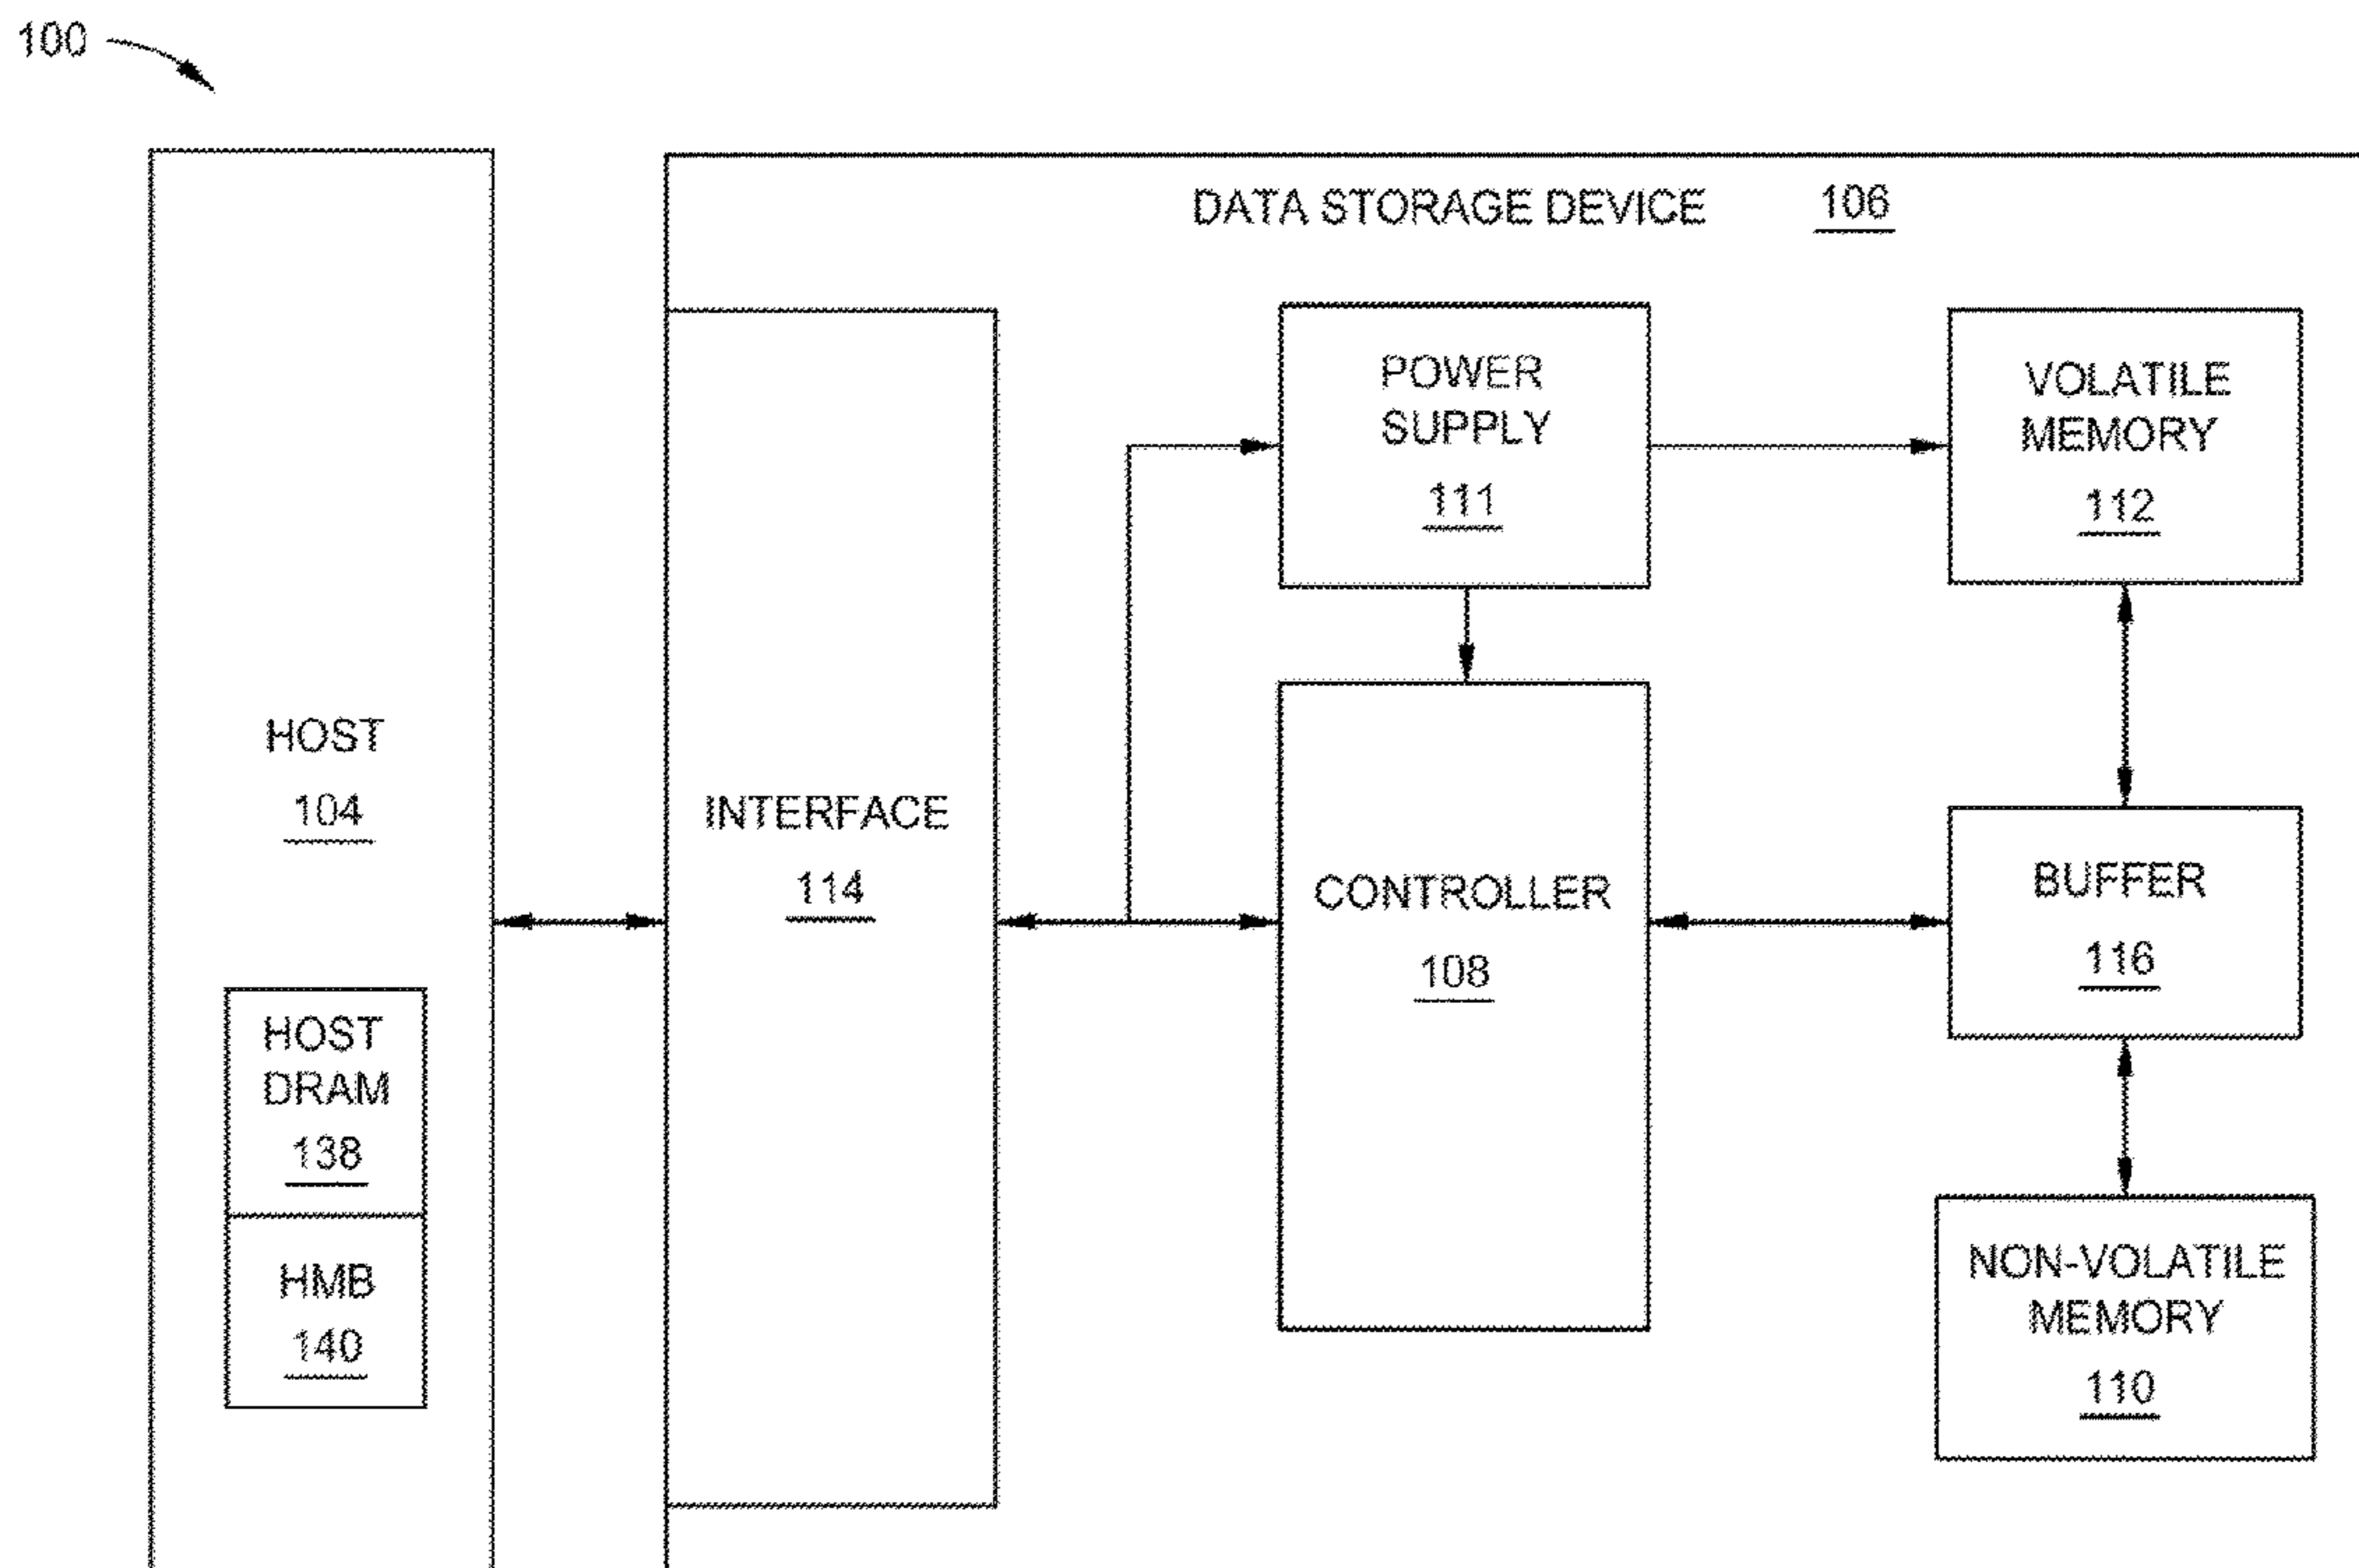 100
DATA STORAGE DEVICE 106
POWER
SUPPLY
111
VOLATILE
MEMORY
112
HOST
104
INTERFACE
114
CONTROLLER
108
BUFFER
116
HOST
DRAM
138
HMB
140
NON-VOLATILE
MEMORY
110